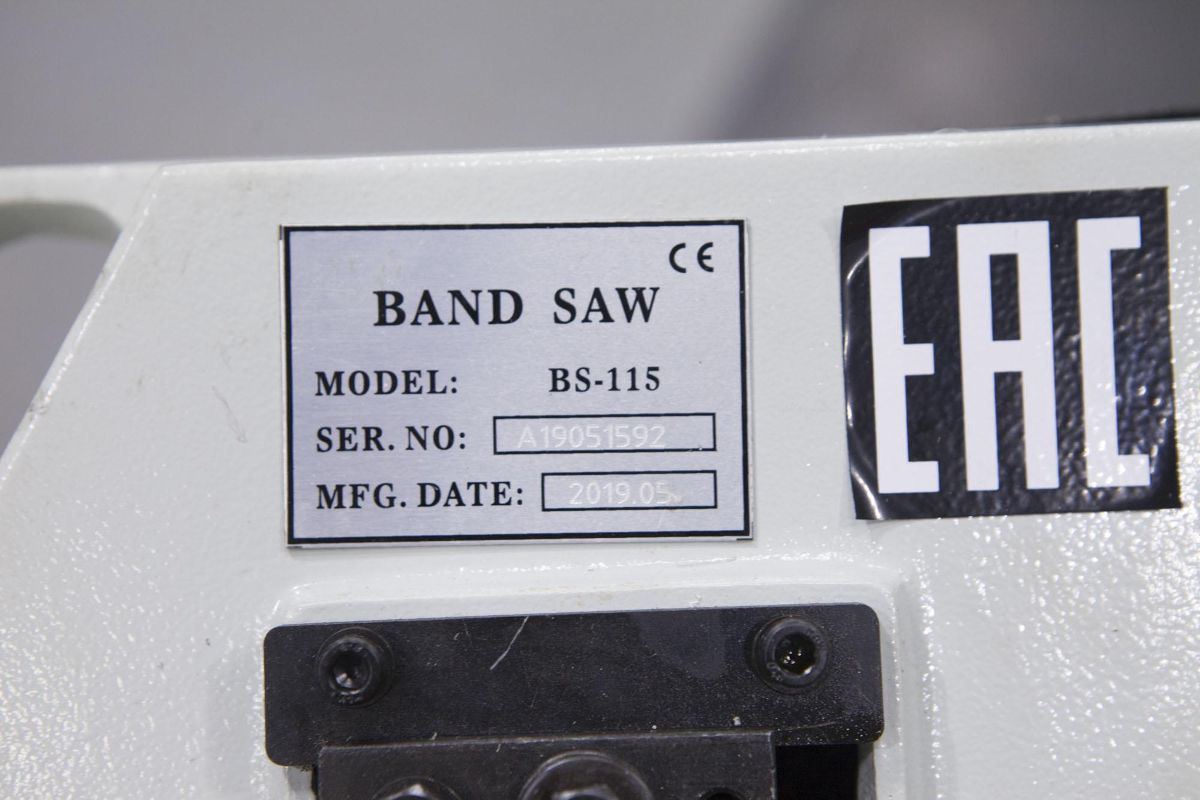 CE
BAND SAW
MODEL: BS-115
SER. NO: A19051592
MFG. DATE: 2019.05.
EAC